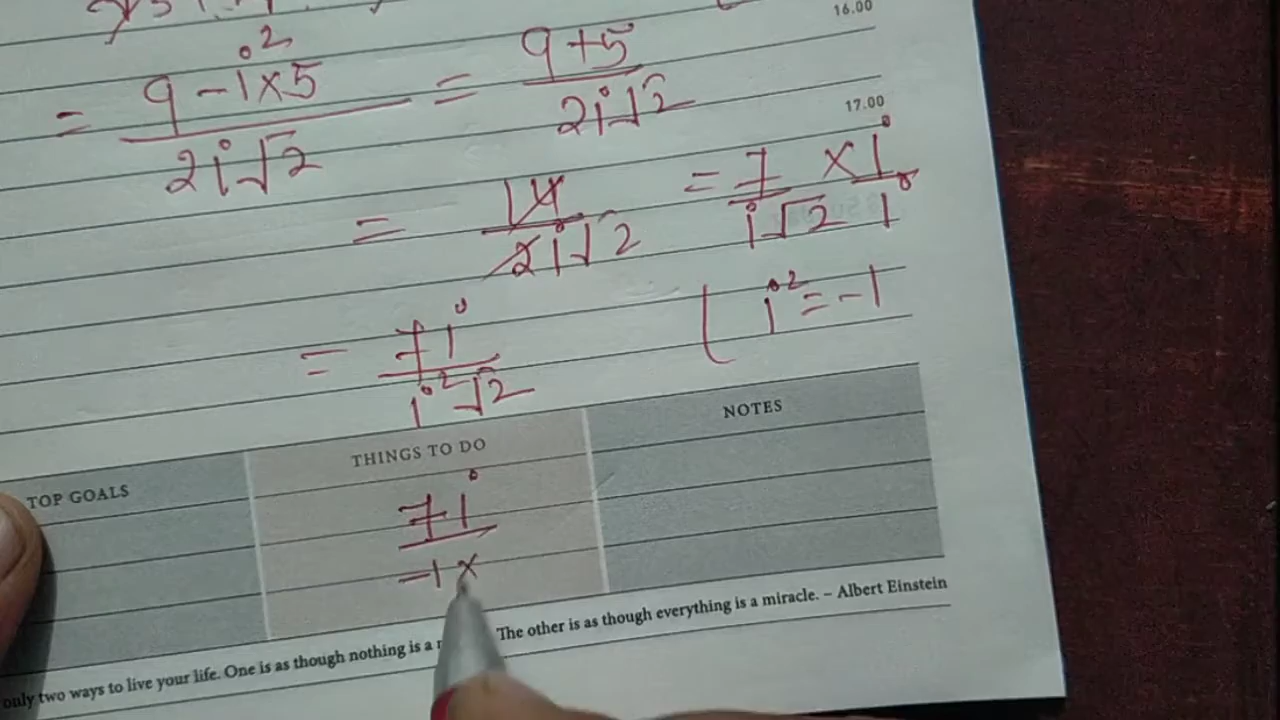 16.00
= 9 - i² × 5 / 2i√2 = 9 + 5 / 2i√2
17.00
= 14 / 2i√2 = 7 / i√2 × i / i
= 7i / i²√2 ( i² = -1
TOP GOALS THINGS TO DO NOTES
7i / -1 ×
only two ways to live your life. One is as though nothing is a The other is as though everything is a miracle. – Albert Einstein